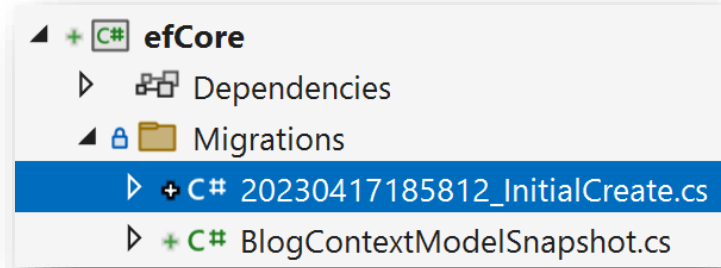 C# efCore
Dependencies
Migrations
C# 20230417185812_InitialCreate.cs
C# BlogContextModelSnapshot.cs